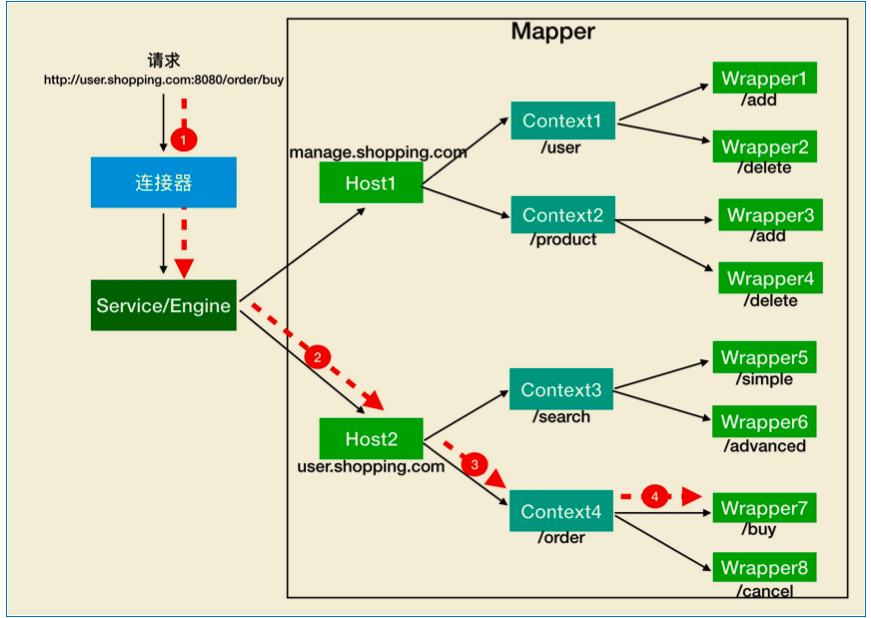 Mapper
请求
http://user.shopping.com:8080/order/buy
1
连接器
Service/Engine
2
manage.shopping.com
Host1
Context1
/user
Wrapper1
/add
Wrapper2
/delete
Context2
/product
Wrapper3
/add
Wrapper4
/delete
Host2
user.shopping.com
3
Context3
/search
Wrapper5
/simple
Wrapper6
/advanced
Context4
/order
4
Wrapper7
/buy
Wrapper8
/cancel